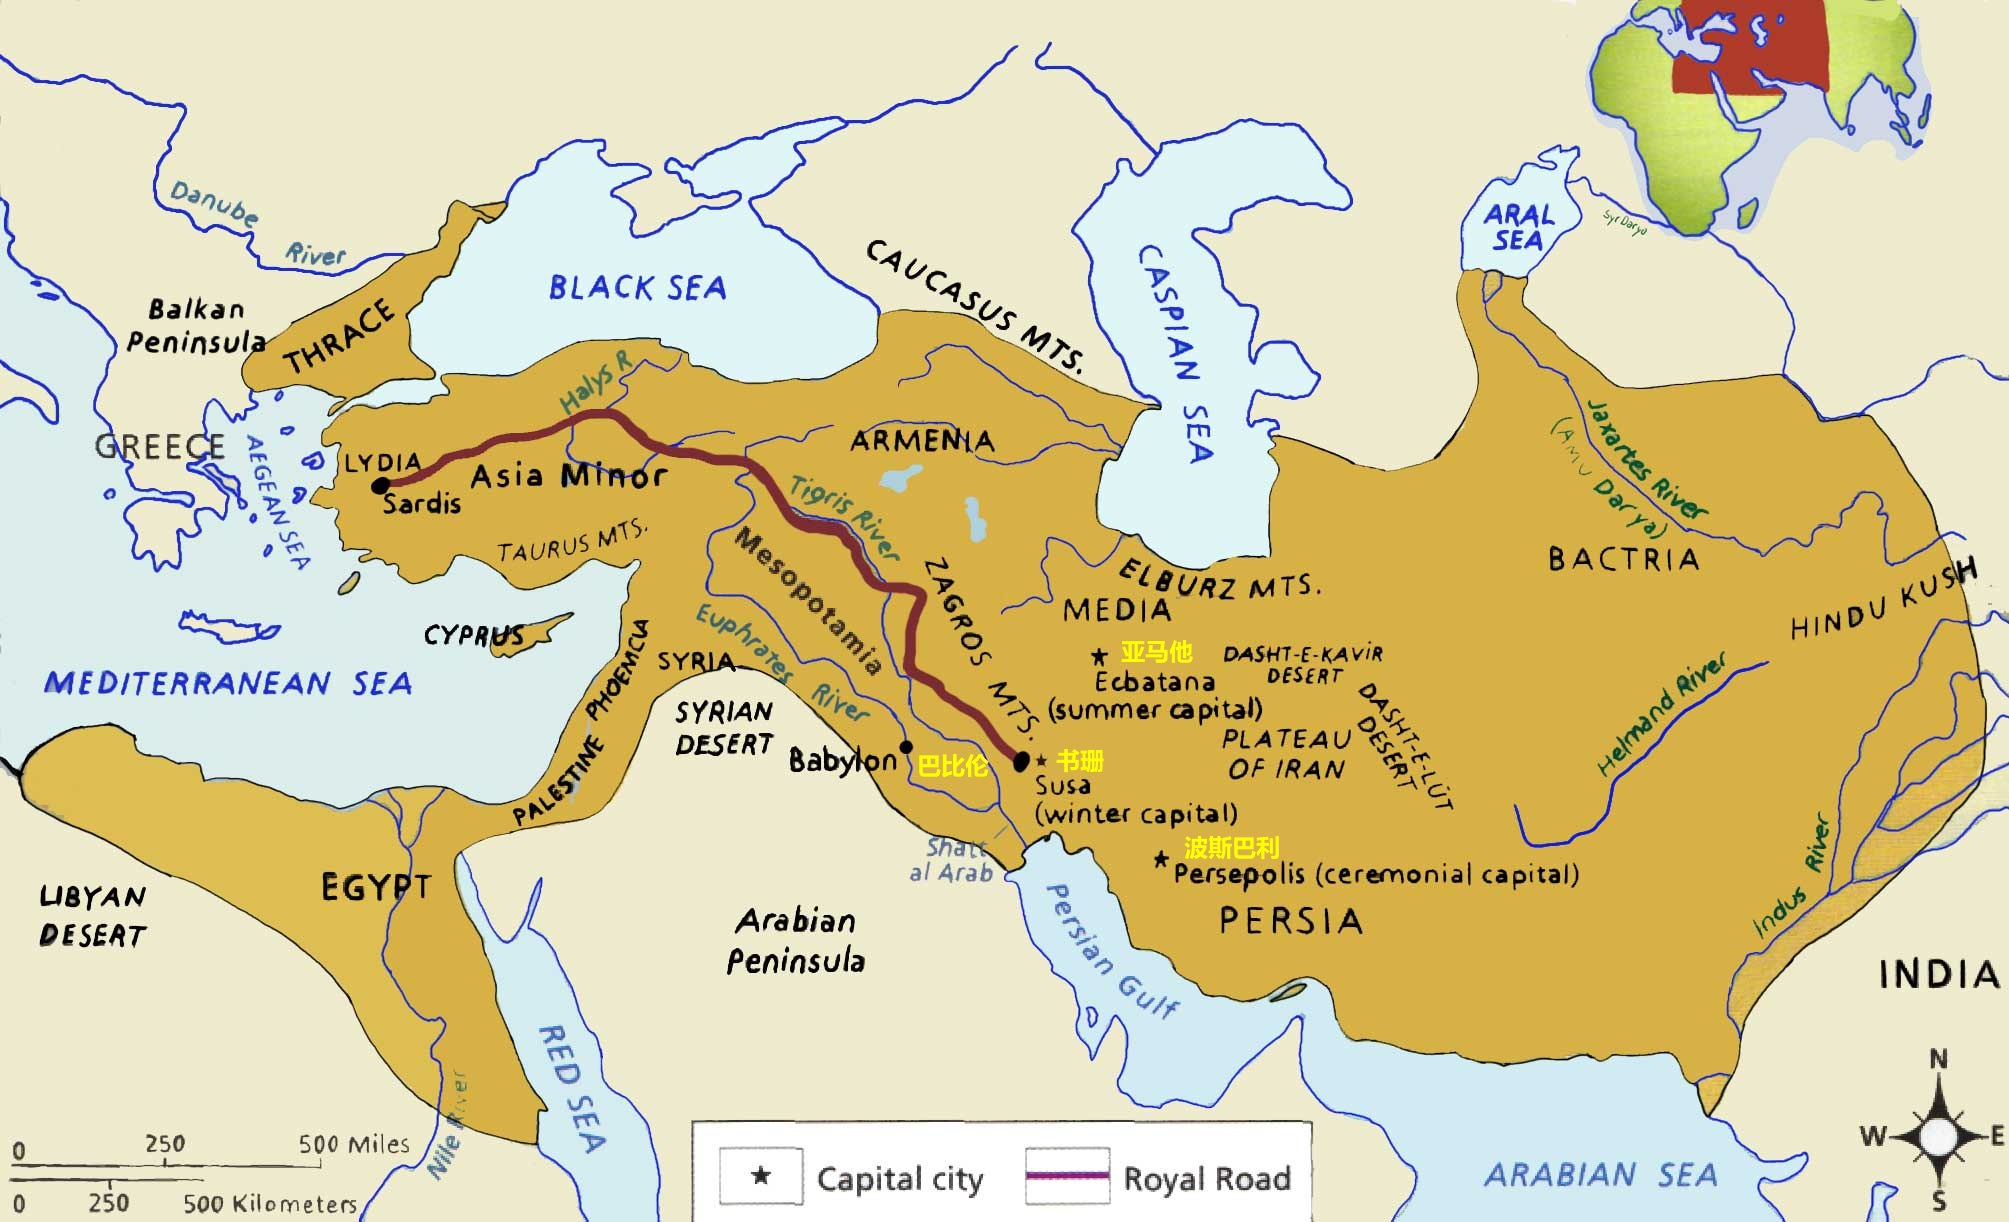 Danube
River
Balkan
Peninsula
THRACE
BLACK SEA
CAUCASUS MTS.
CASPIAN SEA
ARAL
SEA
Syr Darya
GREECE
AEGEAN SEA
Halys R
LYDIA
Sardis
Asia Minor
TAURUS MTS.
ARMENIA
Tigris River
Mesopotamia
ZAGROS MTS.
ELBURZ MTS.
MEDIA
Jaxartes River
(AMU Darya)
BACTRIA
HINDU KUSH
CYPRUS
MEDITERRANEAN SEA
PALESTINE PHOEMCIA
SYRIA
Euphrates River
SYRIAN
DESERT
Babylon
巴比伦
亚马他
Ecbatana
(summer capital)
DASHT-E-KAVIR
DESERT
DASHT-E-LŪT
DESERT
PLATEAU
OF IRAN
书珊
Susa
(winter capital)
波斯巴利
Persepolis (ceremonial capital)
PERSIA
Helmand River
Indus River
INDIA
Shatt
al Arab
Persian Gulf
LIBYAN
DESERT
EGYPT
Arabian
Peninsula
RED SEA
Nile River
ARABIAN SEA
0 250 500 Miles
0 250 500 Kilometers
Capital city
Royal Road
N
W E
S